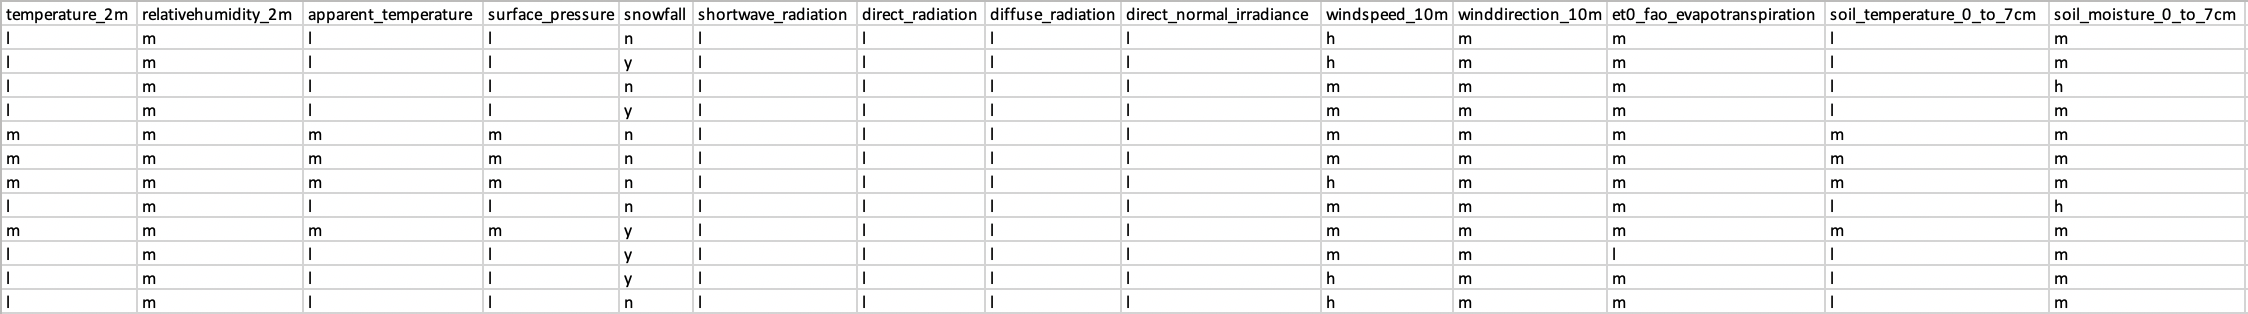 temperature_2m relativehumidity_2m apparent_temperature surface_pressure snowfall shortwave_radiation direct_radiation diffuse_radiation direct_normal_irradiance windspeed_10m winddirection_10m et0_fao_evapotranspiration soil_temperature_0_to_7cm soil_moisture_0_to_7cm
l m l l n l l l l h m m l m
l m l l y l l l l h m m l m
l m l l n l l l l m m m l h
l m l l y l l l l m m m l m
m m m m n l l l l m m m m m
m m m m n l l l l m m m m m
m m m m n l l l l h m m m m
l m l l n l l l l m m m l h
m m m m y l l l l m m m m m
l m l l y l l l l m m l l m
l m l l y l l l l h m m l m
l m l l n l l l l h m m l m